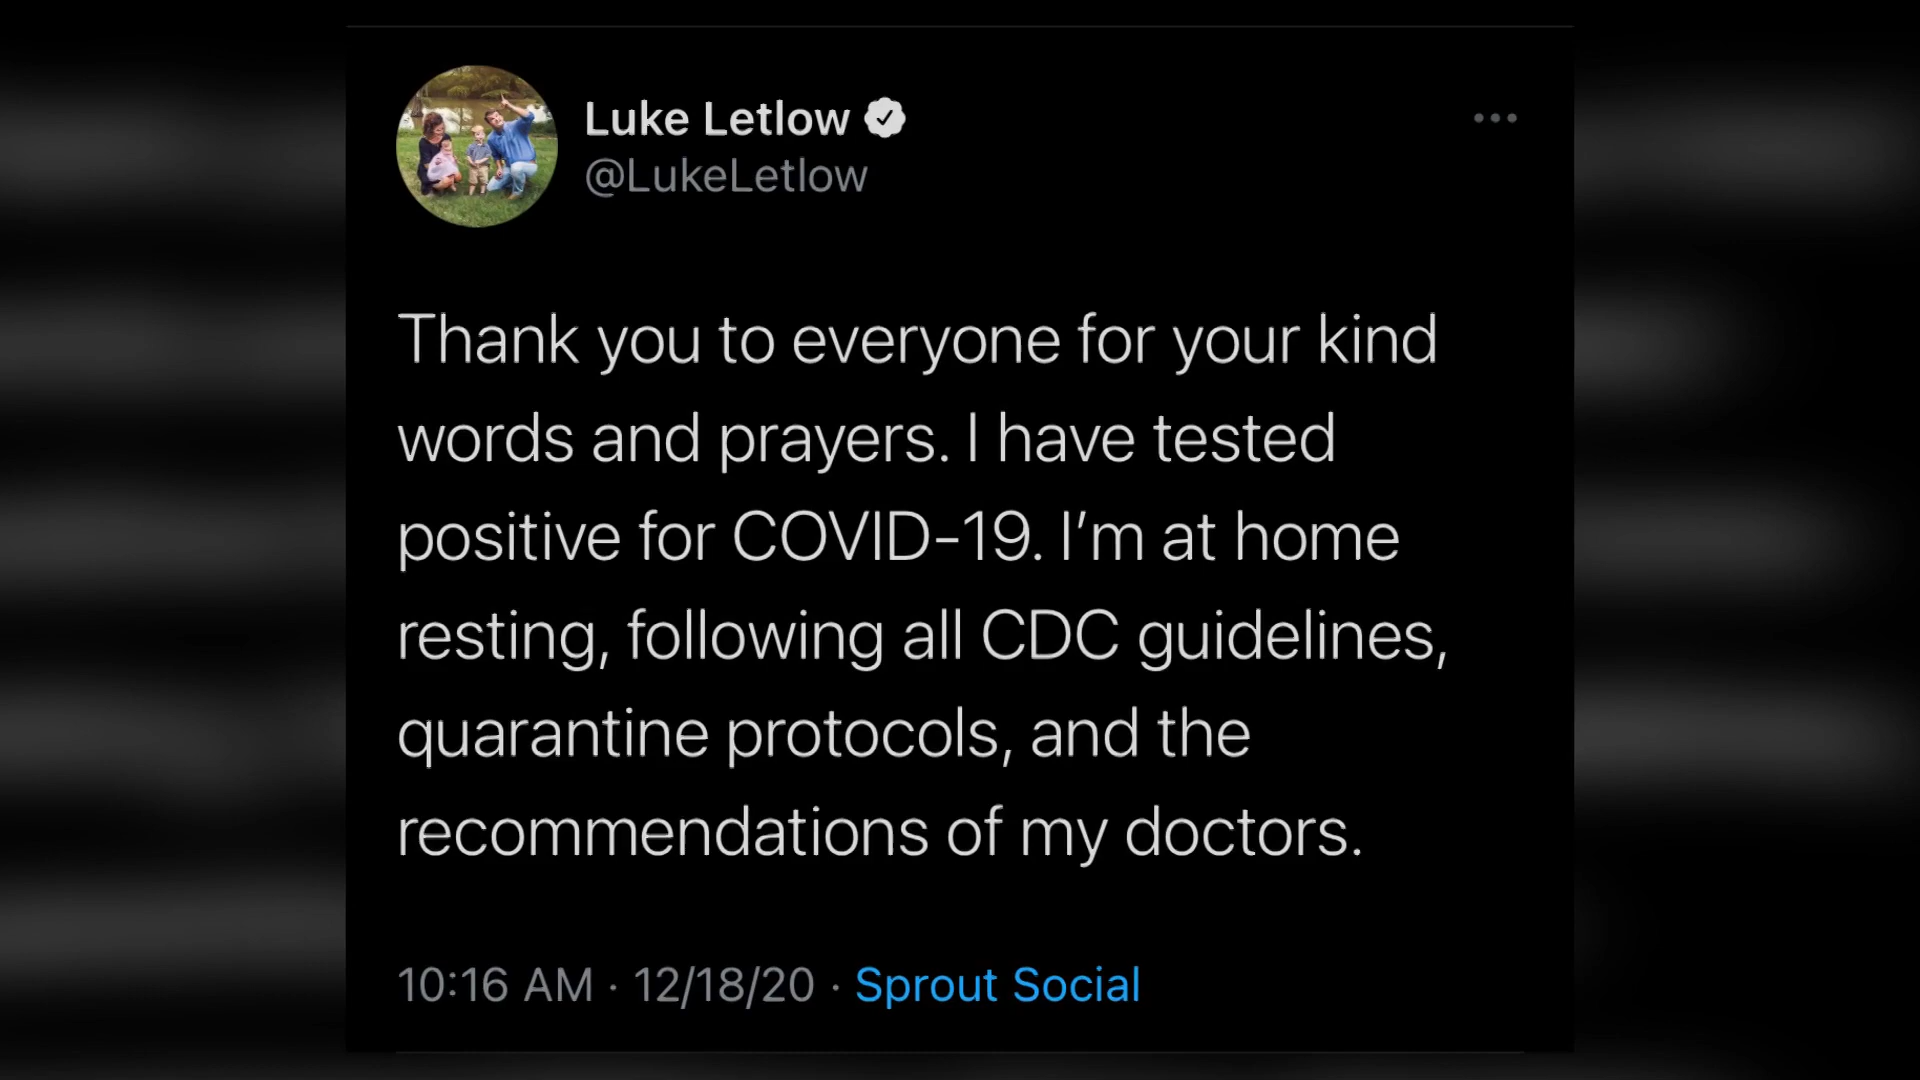 Luke Letlow
@LukeLetlow
Thank you to everyone for your kind
words and prayers. I have tested
positive for COVID-19. I’m at home
resting, following all CDC guidelines,
quarantine protocols, and the
recommendations of my doctors.
10:16 AM · 12/18/20 · Sprout Social